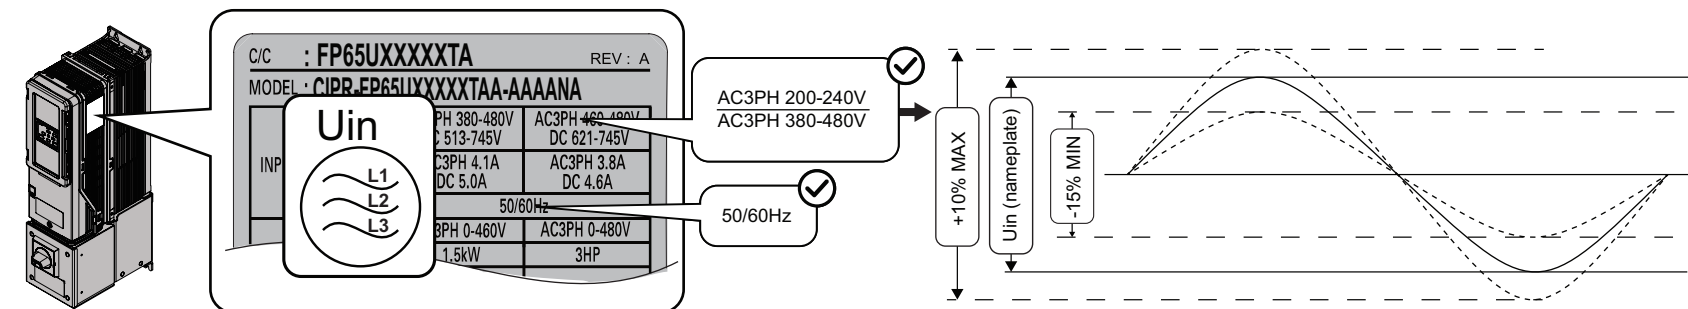 C/C : FP65UXXXXXTA REV : A
MODEL : CIPR-FP65UXXXXXTAA-AAAANA
Uin
L1
L2
L3
PH 380-480V AC3PH 460-480V
513-745V DC 621-745V
INP
C3PH 4.1A AC3PH 3.8A
DC 5.0A DC 4.6A
50/60Hz
3PH 0-460V AC3PH 0-480V
1.5kW 3HP
AC3PH 200-240V
AC3PH 380-480V
50/60Hz
+10% MAX
Uin (nameplate)
-15% MIN